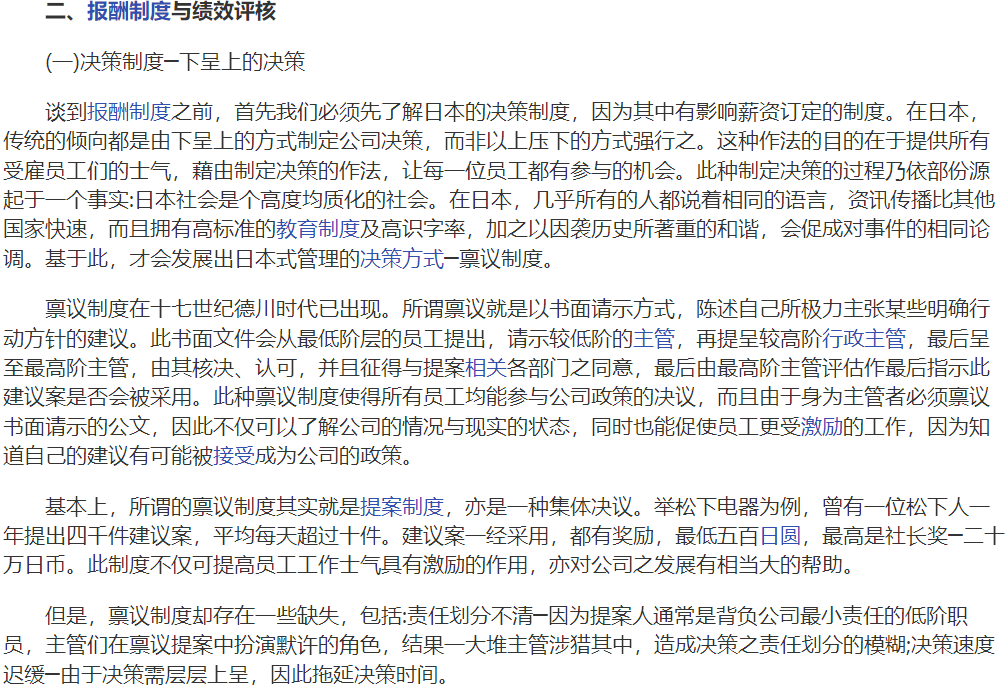 二、报酬制度与绩效评核
(一)决策制度─下呈上的决策
谈到报酬制度之前，首先我们必须先了解日本的决策制度，因为其中有影响薪资订定的制度。在日本，
传统的倾向都是由下呈上的方式制定公司决策，而非以上压下的方式强行之。这种作法的目的在于提供所有
受雇员工们的士气，藉由制定决策的作法，让每一位员工都有参与的机会。此种制定决策的过程乃依部份源
起于一个事实:日本社会是个高度均质化的社会。在日本，几乎所有的人都说着相同的语言，资讯传播比其他
国家快速，而且拥有高标准的教育制度及高识字率，加之以因袭历史所著重的和谐，会促成对事件的相同论
调。基于此，才会发展出日本式管理的决策方式─禀议制度。
禀议制度在十七世纪德川时代已出现。所谓禀议就是以书面请示方式，陈述自己所极力主张某些明确行
动方针的建议。此书面文件会从最低阶层的员工提出，请示较低阶的主管，再提呈较高阶行政主管，最后呈
至最高阶主管，由其核决、认可，并且征得与提案相关各部门之同意，最后由最高阶主管评估作最后指示此
建议案是否会被采用。此种禀议制度使得所有员工均能参与公司政策的决议，而且由于身为主管者必须禀议
书面请示的公文，因此不仅可以了解公司的情况与现实的状态，同时也能促使员工更受激励的工作，因为知
道自己的建议有可能被接受成为公司的政策。
基本上，所谓的禀议制度其实就是提案制度，亦是一种集体决议。举松下电器为例，曾有一位松下人一
年提出四千件建议案，平均每天超过十件。建议案一经采用，都有奖励，最低五百日圆，最高是社长奖─二十
万日币。此制度不仅可提高员工工作士气具有激励的作用，亦对公司之发展有相当大的帮助。
但是，禀议制度却存在一些缺失，包括:责任划分不清─因为提案人通常是背负公司最小责任的低阶职
员，主管们在禀议提案中扮演默许的角色，结果一大堆主管涉猎其中，造成决策之责任划分的模糊;决策速度
迟缓─由于决策需层层上呈，因此拖延决策时间。